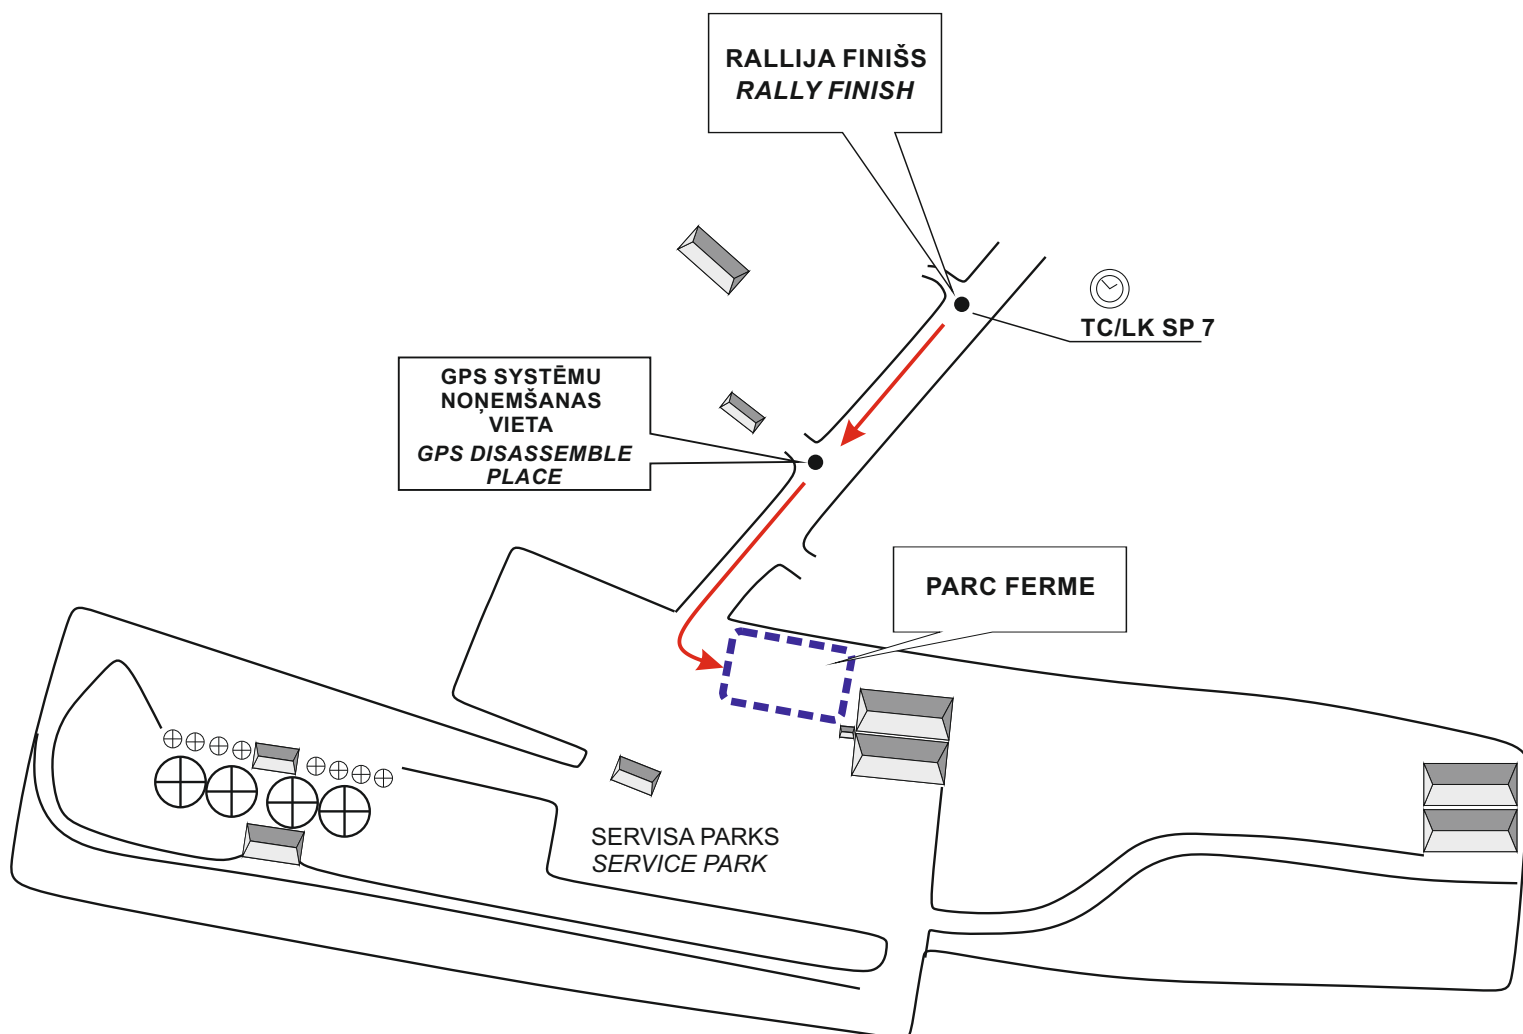 RALLIJA FINIŠS
RALLY FINISH
TC/LK SP 7
GPS SYSTĒMU
NOŅEMŠANAS
VIETA
GPS DISASSEMBLE
PLACE
PARC FERME
SERVISA PARKS
SERVICE PARK